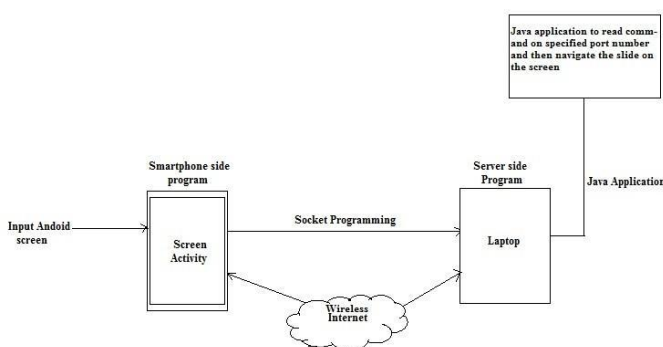 Java application to read comm-
and on specified port number
and then navigate the slide on
the screen
Smartphone side
program
Server side
Program
Java Application
Input Andoid
screen
Socket Programming
Screen
Activity
Laptop
Wireless
Internet